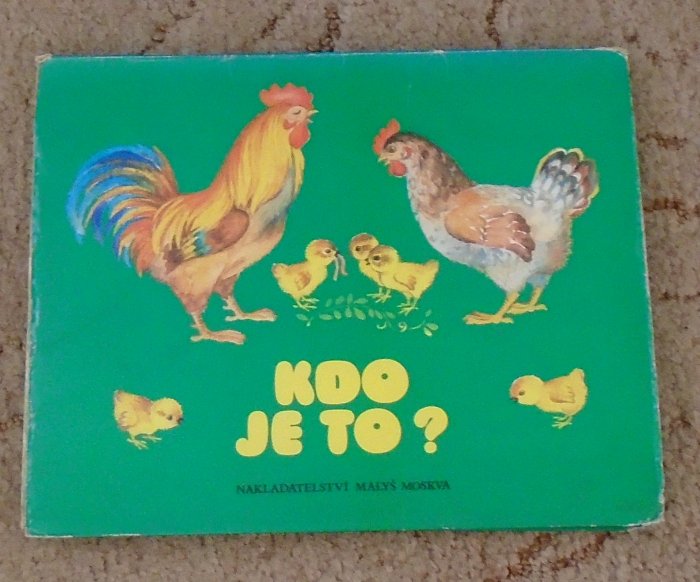 KDO
JE TO?
NAKLADATELSTVÍ MALYŠ MOSKVA